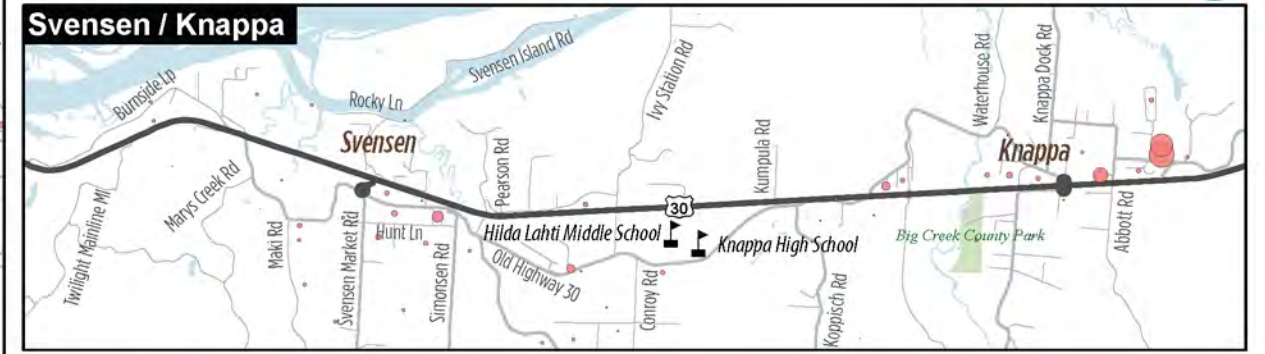 Svensen / Knappa
Burnside Lp
Rocky Ln
Svensen Island Rd
Ivy Station Rd
Waterhouse Rd
Knappa Dock Rd
Svensen
Knappa
Pearson Rd
Kumpula Rd
Marys Creek Rd
Twilight Mainline Ml
Maki Rd
Svensen Market Rd
Hunt Ln
Simonsen Rd
30
Hilda Lahti Middle School
Knappa High School
Old Highway 30
Conroy Rd
Koppisch Rd
Big Creek County Park
Abbott Rd